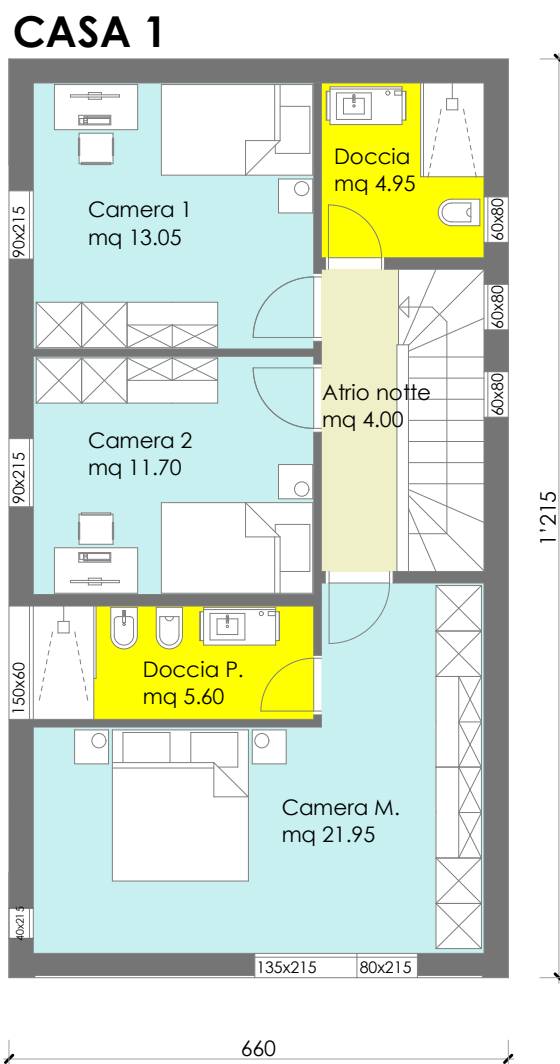 CASA 1
Doccia
mq 4.95
Camera 1
mq 13.05
90x215
60x80
60x80
Atrio notte
mq 4.00
60x80
Camera 2
mq 11.70
90x215
1'215
Doccia P.
mq 5.60
150x60
Camera M.
mq 21.95
40x215
135x215
80x215
660